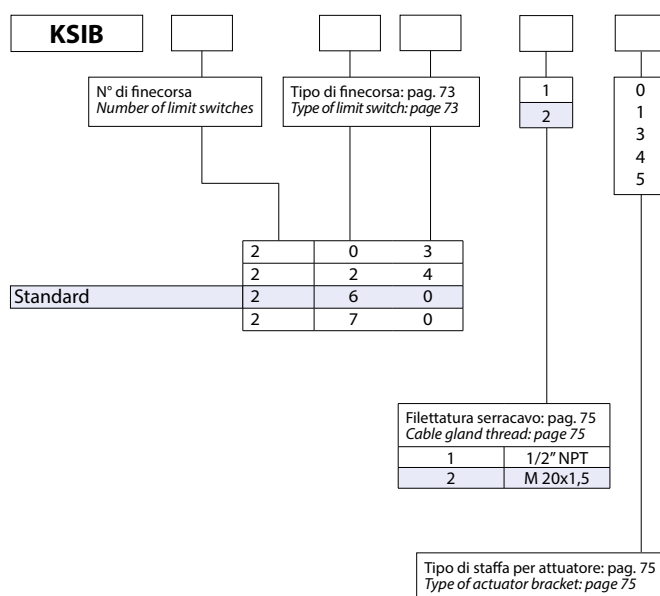 KSIB
N° di finecorsa
Number of limit switches
Tipo di finecorsa: pag. 73
Type of limit switch: page 73
1
2
0
1
3
4
5
2 0 3
2 2 4
Standard 2 6 0
2 7 0
Filettatura serracavo: pag. 75
Cable gland thread: page 75
1 1/2” NPT
2 M 20x1,5
Tipo di staffa per attuatore: pag. 75
Type of actuator bracket: page 75